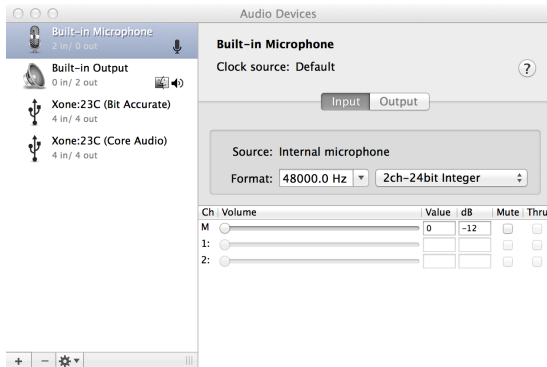 Audio Devices
Built-in Microphone
2 in/ 0 out
Built-in Output
0 in/ 2 out
Xone:23C (Bit Accurate)
4 in/ 4 out
Xone:23C (Core Audio)
4 in/ 4 out
Built-in Microphone
Clock source: Default
?
Input Output
Source: Internal microphone
Format: 48000.0 Hz 2ch-24bit Integer
Ch Volume Value dB Mute Thru
M 0 -12
1:
2:
+ −